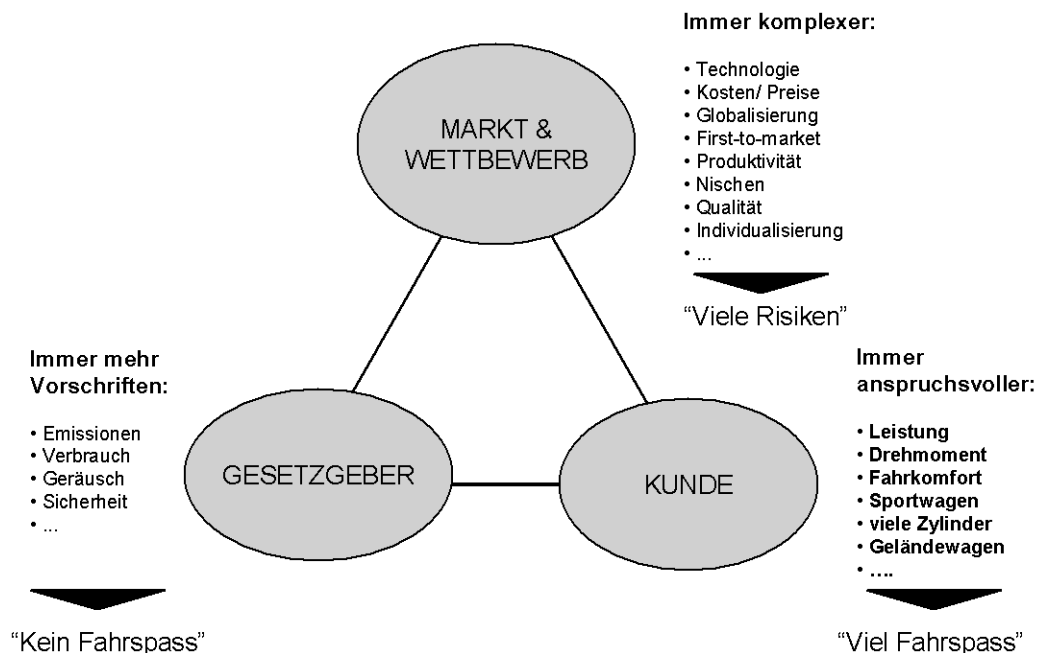 Immer komplexer:
• Technologie
• Kosten/ Preise
• Globalisierung
• First-to-market
• Produktivität
• Nischen
• Qualität
• Individualisierung
• ...
“Viele Risiken”
MARKT &
WETTBEWERB
Immer mehr
Vorschriften:
• Emissionen
• Verbrauch
• Geräusch
• Sicherheit
• ...
“Kein Fahrspass”
GESETZGEBER
KUNDE
Immer
anspruchsvoller:
• Leistung
• Drehmoment
• Fahrkomfort
• Sportwagen
• viele Zylinder
• Geländewagen
• ....
“Viel Fahrspass”